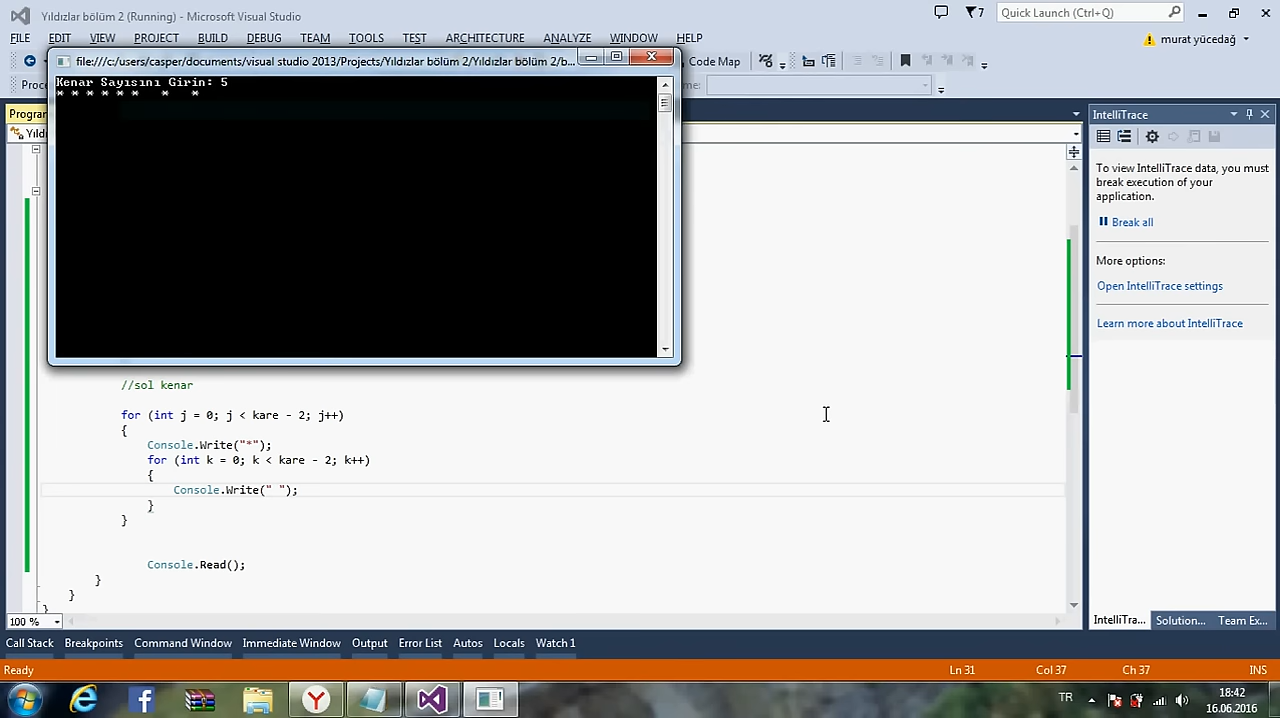 Yıldızlar bölüm 2 (Running) - Microsoft Visual Studio
7
Quick Launch (Ctrl+Q)
FILE EDIT VIEW PROJECT BUILD DEBUG TEAM TOOLS TEST ARCHITECTURE ANALYZE WINDOW HELP
murat yücedağ
file:///c:/users/casper/documents/visual studio 2013/Projects/Yıldızlar bölüm 2/Yıldızlar bölüm 2/b...
Code Map
Kenar Sayısını Girin: 5
* * * * * *   *   *
IntelliTrace
To view IntelliTrace data, you must
break execution of your
application.
Break all
More options:
Open IntelliTrace settings
Learn more about IntelliTrace
//sol kenar
for (int j = 0; j < kare - 2; j++)
{
Console.Write("*");
for (int k = 0; k < kare - 2; k++)
{
Console.Write(" ");
}
}
Console.Read();
}
}
}
100 %
IntelliTra... Solution... Team Ex...
Call Stack Breakpoints Command Window Immediate Window Output Error List Autos Locals Watch 1
Ready Ln 31 Col 37 Ch 37 INS
TR
18:42
16.06.2016